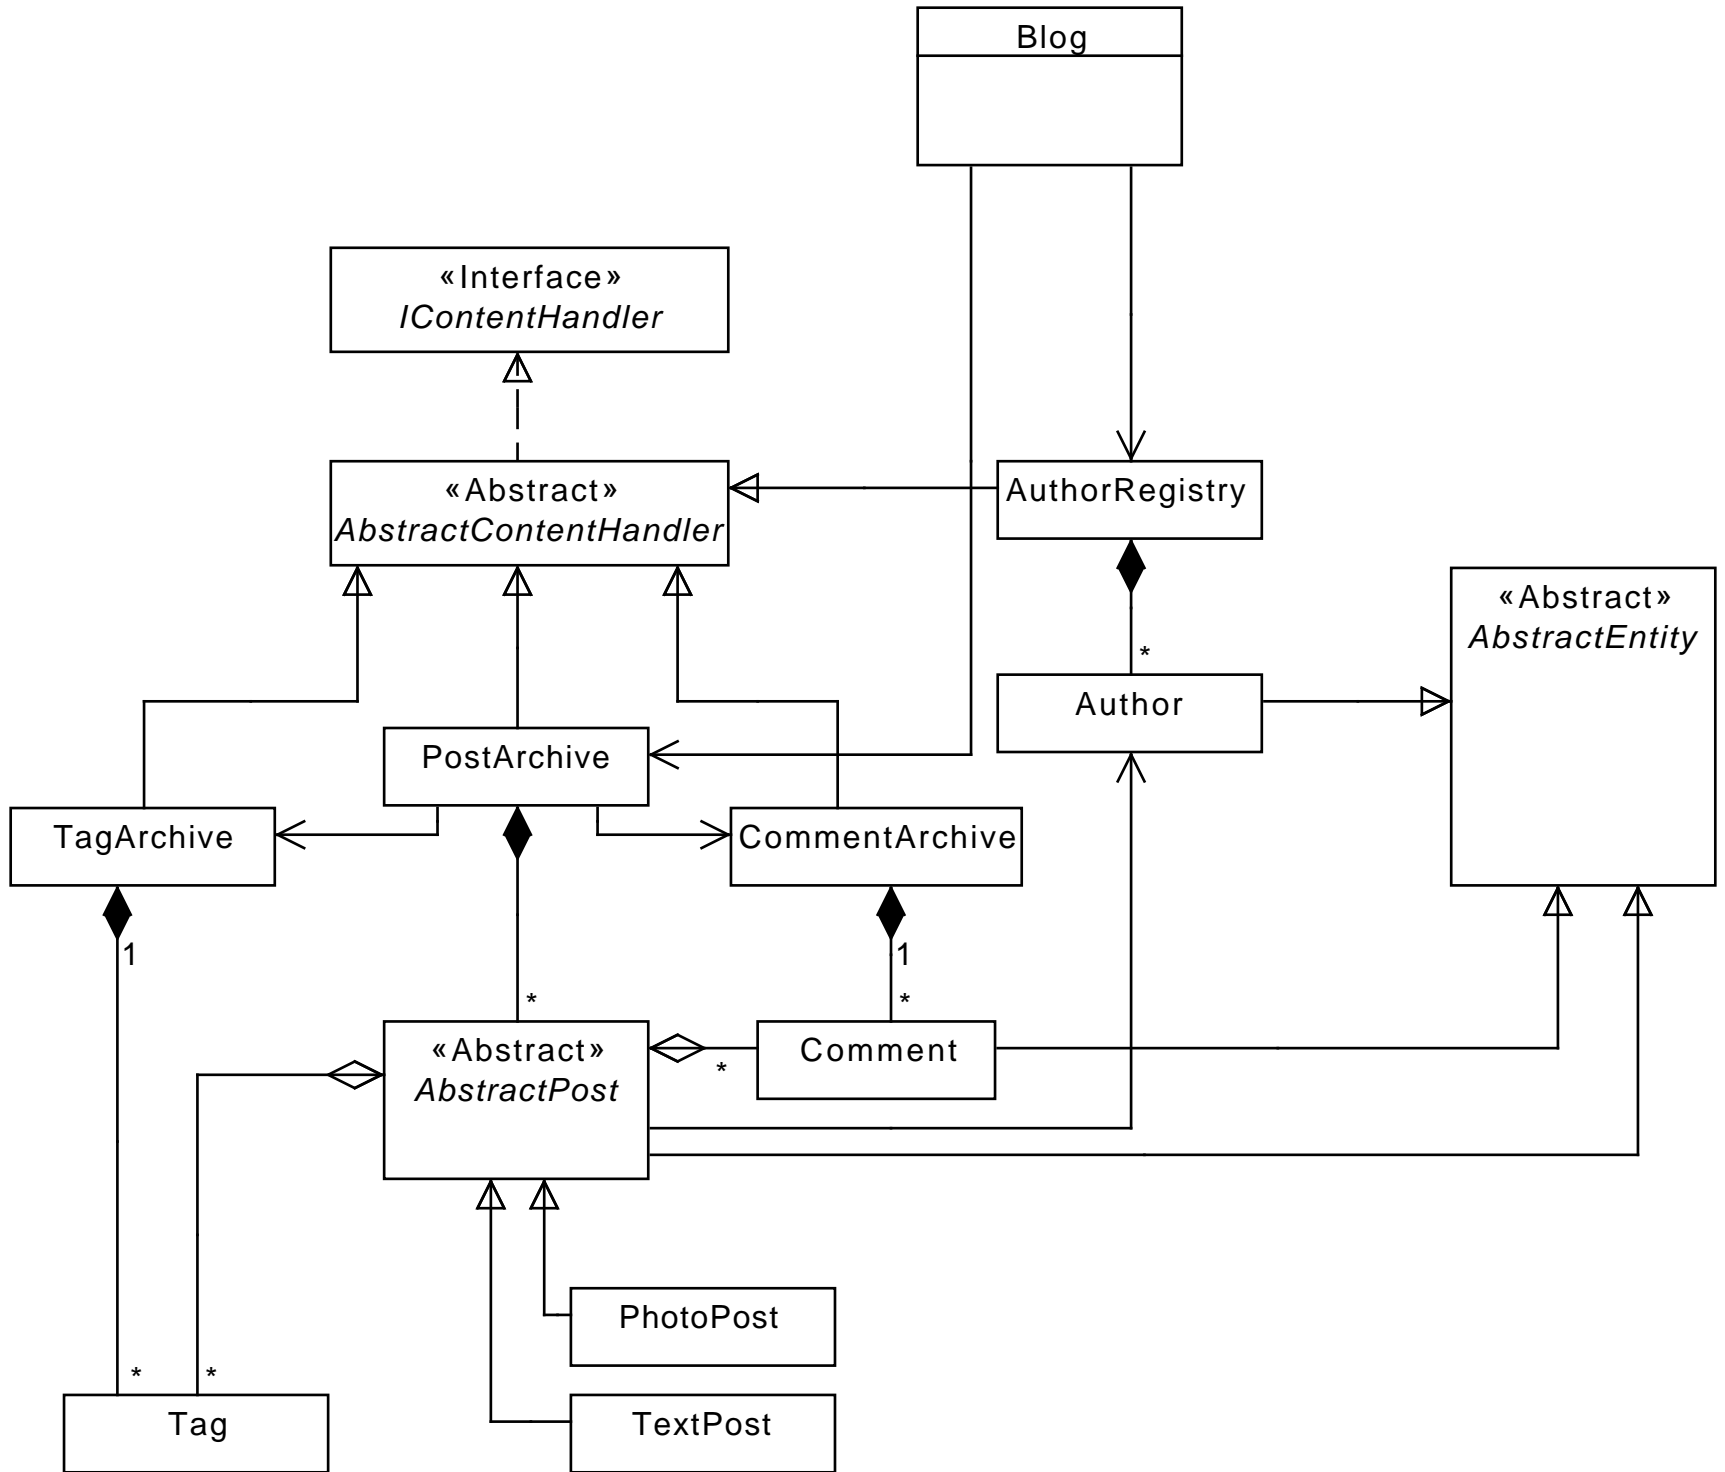 Blog
«Interface»
IContentHandler
«Abstract»
AbstractContentHandler
AuthorRegistry
«Abstract»
AbstractEntity
*
Author
PostArchive
TagArchive
CommentArchive
1
1
*
*
«Abstract»
AbstractPost
Comment
*
PhotoPost
*
*
Tag
TextPost